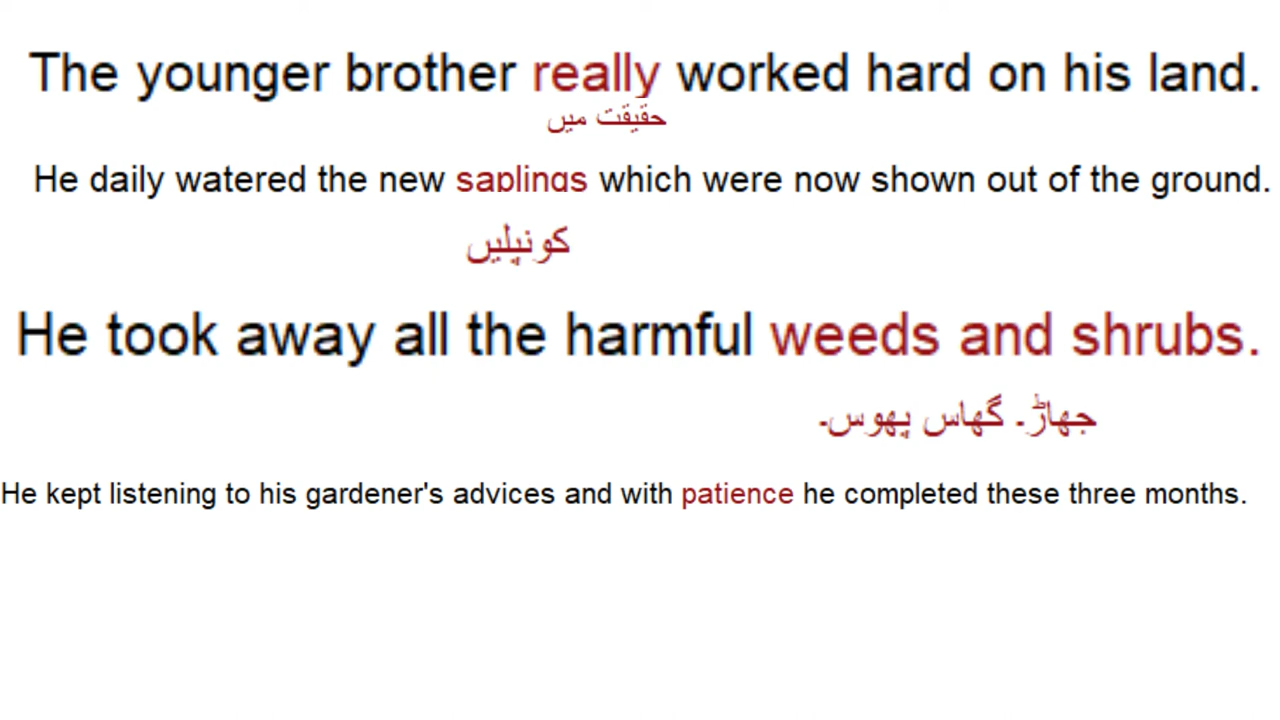 The younger brother really worked hard on his land.
حقیقت میں
He daily watered the new saplings which were now shown out of the ground.
کونپلیں
He took away all the harmful weeds and shrubs.
جھاڑ۔ گھاس پھوس۔
He kept listening to his gardener's advices and with patience he completed these three months.